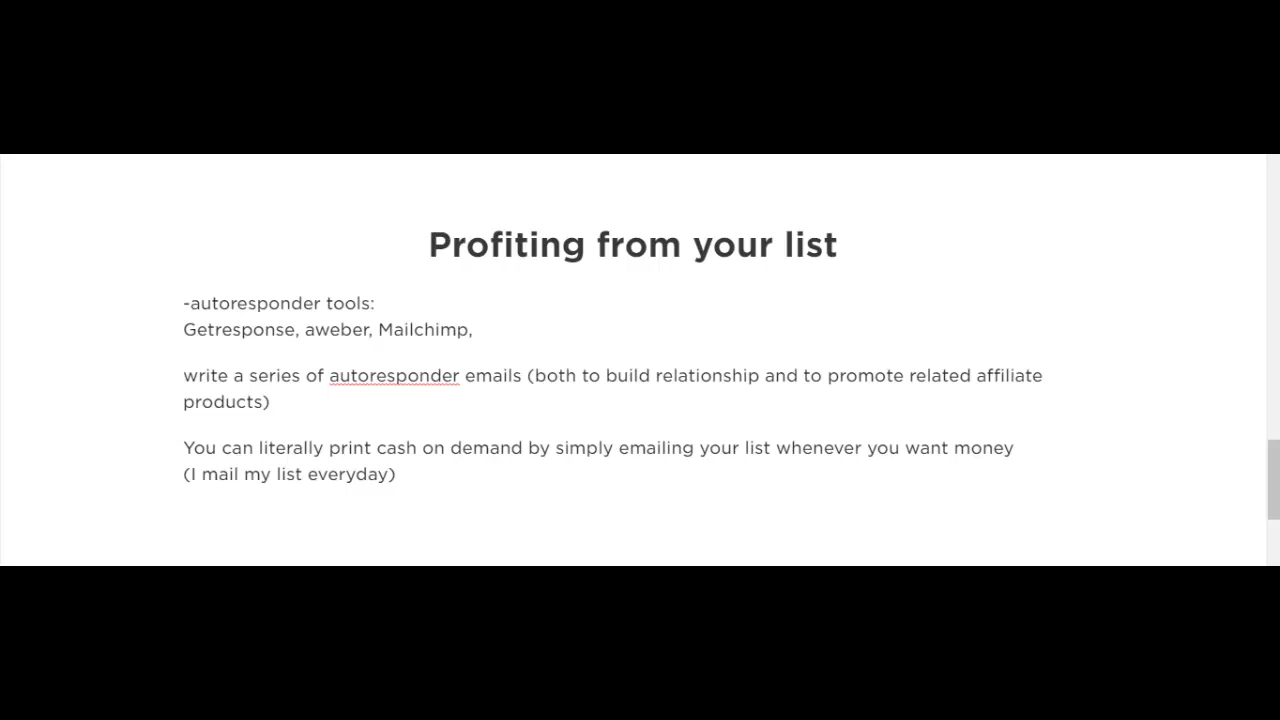 Profiting from your list
-autoresponder tools:
Getresponse, aweber, Mailchimp,
write a series of autoresponder emails (both to build relationship and to promote related affiliate
products)
You can literally print cash on demand by simply emailing your list whenever you want money
(I mail my list everyday)